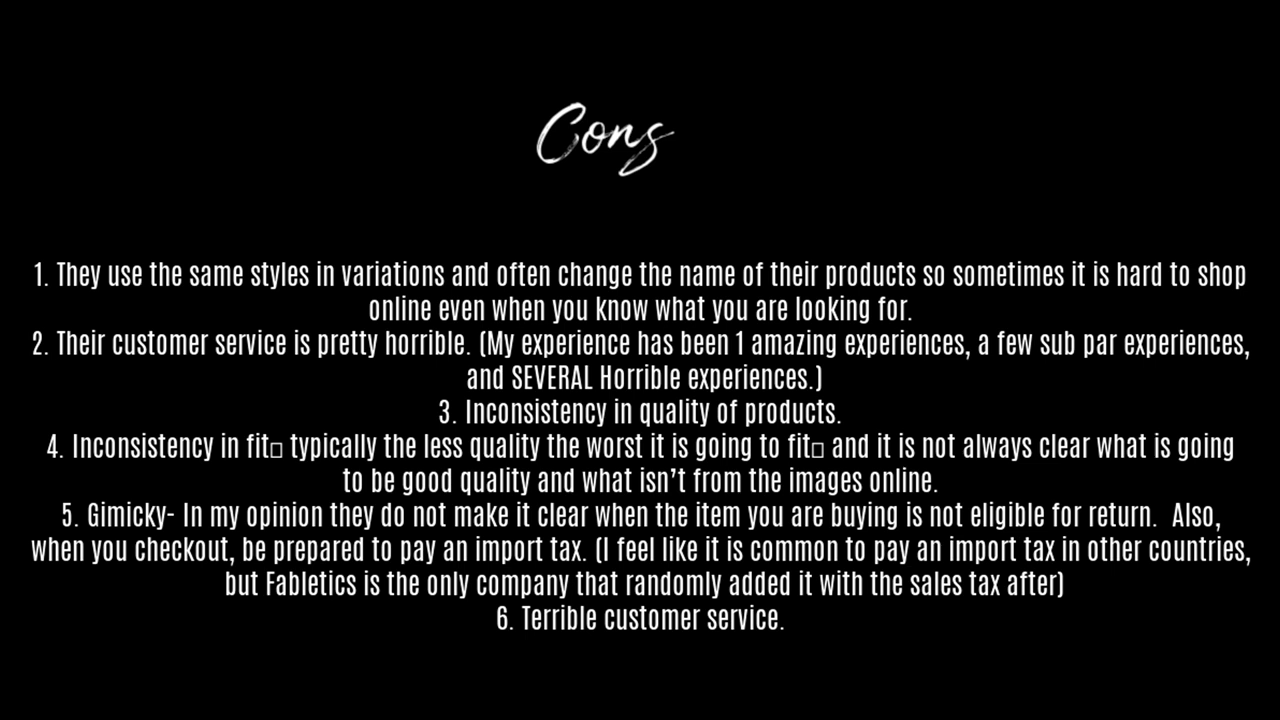 Cons
1. They use the same styles in variations and often change the name of their products so sometimes it is hard to shop
online even when you know what you are looking for.
2. Their customer service is pretty horrible. (My experience has been 1 amazing experiences, a few sub par experiences,
and SEVERAL Horrible experiences.)
3. Inconsistency in quality of products.
4. Inconsistency in fit□ typically the less quality the worst it is going to fit□ and it is not always clear what is going
to be good quality and what isn’t from the images online.
5. Gimicky- In my opinion they do not make it clear when the item you are buying is not eligible for return.  Also,
when you checkout, be prepared to pay an import tax. (I feel like it is common to pay an import tax in other countries,
but Fabletics is the only company that randomly added it with the sales tax after)
6. Terrible customer service.